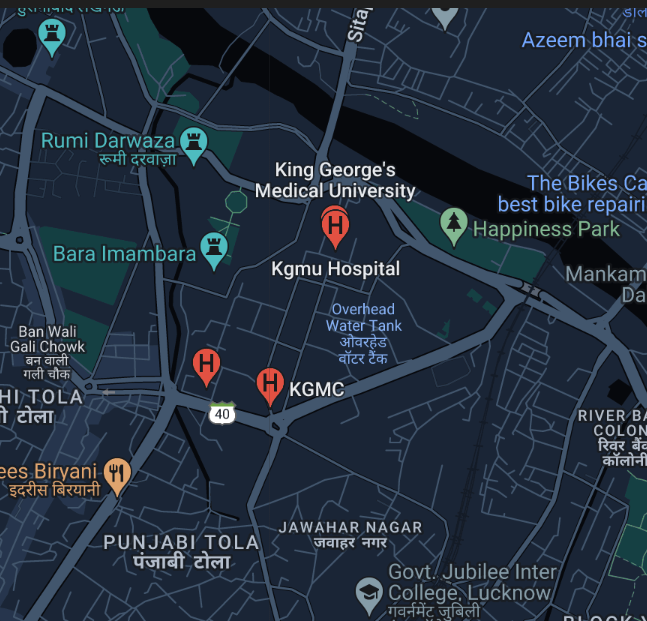 डाल
Azeem bhai s
Sita
Rumi Darwaza
रूमी दरवाज़ा
King George's
Medical University
The Bikes Ca
best bike repairi
Happiness Park
Bara Imambara
Kgmu Hospital
Mankam
Da
Overhead
Water Tank
ओवरहेड
वॉटर टैंक
Ban Wali
Gali Chowk
बन वाली
गली चौक
KGMC
HI TOLA
ी टोला
40
RIVER BA
COLON
रिवर बैं
कॉलोनी
ees Biryani
इदरीस बिरयानी
JAWAHAR NAGAR
जवाहर नगर
PUNJABI TOLA
पंजाबी टोला
Govt. Jubilee Inter
College, Lucknow
गवर्नमेंट जुबिली